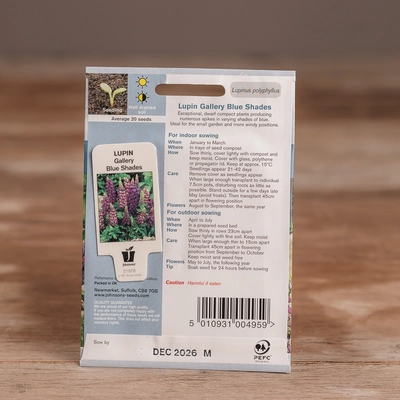 Lupinus polyphyllus
Seedling
Well drained
soil
Average 20 seeds
Lupin Gallery Blue Shades
Exceptional, dwarf compact plants producing
numerous spikes in varying shades of blue.
Ideal for the small garden and more windy positions.
LUPIN
Gallery
Blue Shades
For indoor sowing
When January to March
Where In trays of seed compost
How Sow thinly, cover lightly with compost and
keep moist. Cover with glass, polythene
or propagator lid. Keep at approx. 15°C
Seedlings appear 21-42 days
Care Remove cover as seedlings appear
When large enough transplant to individual
7.5cm pots, disturbing roots as little as
possible. Stand outside for a few days late
May (avoid frosts). Then transplant 45cm
apart in flowering position
Flowers August to September, the same year
For outdoor sowing
When April to July
Where In a prepared seed bed
How Sow thinly in rows 23cm apart
Cover lightly with fine soil. Keep moist
Care When large enough thin to 15cm apart
Transplant 45cm apart in flowering
position from September to October
Keep moist and weed free
Flowers May to July, the following year
Tip Soak seed for 24 hours before sowing
Caution Harmful if eaten
Packed in UK
Newmarket, Suffolk, CB8 7QB
www.johnsons-seeds.com
QUALITY GUARANTEE
5 010931 004959 >
Sow by
DEC 2026 M
PEFC